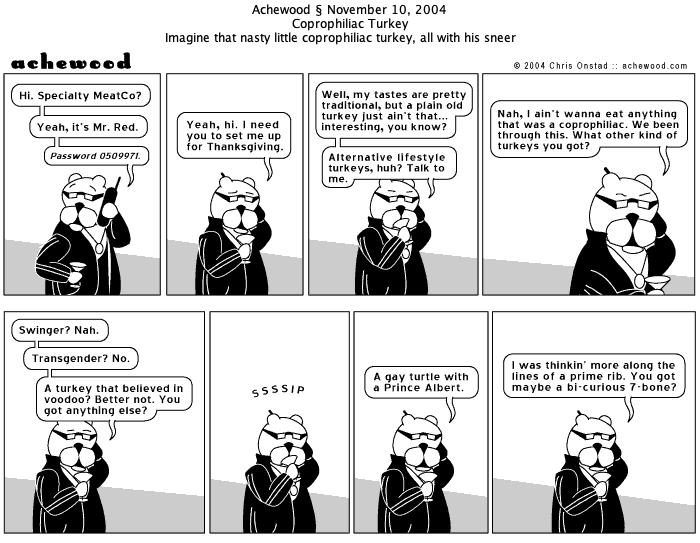 Achewood § November 10, 2004
Coprophiliac Turkey
Imagine that nasty little coprophiliac turkey, all with his sneer
achewood
© 2004 Chris Onstad :: achewood.com
Hi. Specialty MeatCo?
Yeah, it's Mr. Red.
Password 0509971.
Yeah, hi. I need
you to set me up
for Thanksgiving.
Well, my tastes are pretty
traditional, but a plain old
turkey just ain't that...
interesting, you know?
Alternative lifestyle
turkeys, huh? Talk to
me.
Nah, I ain't wanna eat anything
that was a coprophiliac. We been
through this. What other kind of
turkeys you got?
Swinger? Nah.
Transgender? No.
A turkey that believed in
voodoo? Better not. You
got anything else?
SSSSIP
A gay turtle with
a Prince Albert.
I was thinkin' more along the
lines of a prime rib. You got
maybe a bi-curious 7-bone?